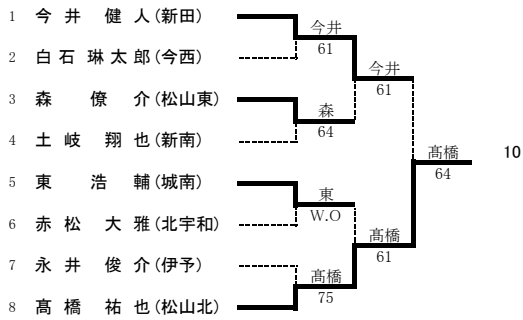 1 今井 健人(新田)
今井
61
2 白石 琳太郎(今西)
今井
61
3 森 僚介(松山東)
森
64
4 土岐 翔也(新南)
髙橋
64
10
5 東 浩輔(城南)
東
W.O
6 赤松 大雅(北宇和)
髙橋
61
7 永井 俊介(伊予)
髙橋
75
8 髙橋 祐也(松山北)